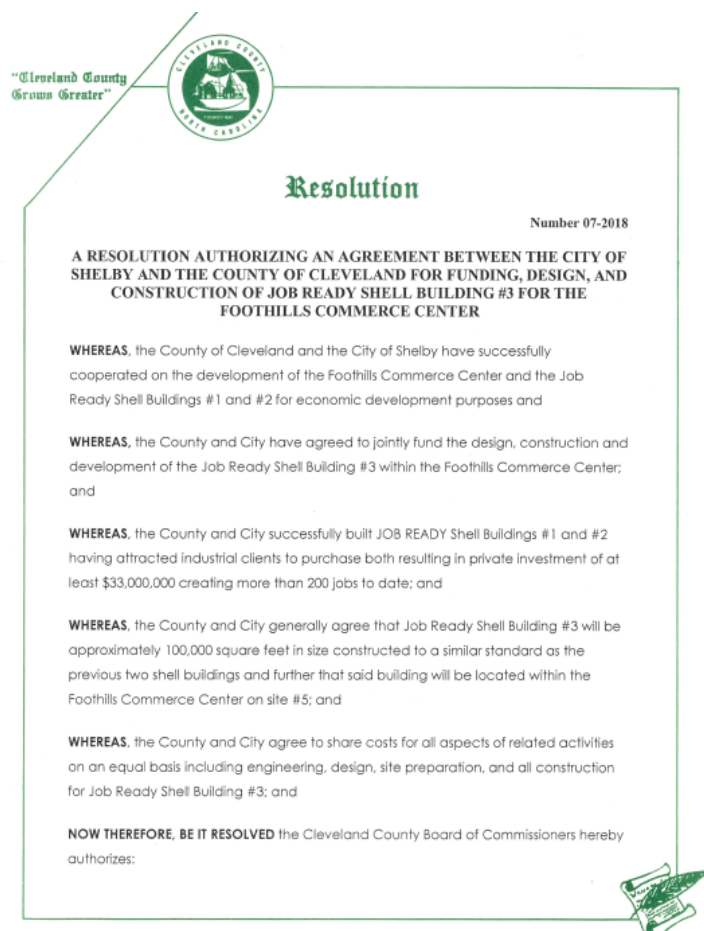 "Cleveland County
Grows Greater"
CLEVELAND COUNTY
NORTH CAROLINA
Resolution
Number 07-2018
A RESOLUTION AUTHORIZING AN AGREEMENT BETWEEN THE CITY OF
SHELBY AND THE COUNTY OF CLEVELAND FOR FUNDING, DESIGN, AND
CONSTRUCTION OF JOB READY SHELL BUILDING #3 FOR THE
FOOTHILLS COMMERCE CENTER
WHEREAS, the County of Cleveland and the City of Shelby have successfully
cooperated on the development of the Foothills Commerce Center and the Job
Ready Shell Buildings #1 and #2 for economic development purposes and
WHEREAS, the County and City have agreed to jointly fund the design, construction and
development of the Job Ready Shell Building #3 within the Foothills Commerce Center;
and
WHEREAS, the County and City successfully built JOB READY Shell Buildings #1 and #2
having attracted industrial clients to purchase both resulting in private investment of at
least $33,000,000 creating more than 200 jobs to date; and
WHEREAS, the County and City generally agree that Job Ready Shell Building #3 will be
approximately 100,000 square feet in size constructed to a similar standard as the
previous two shell buildings and further that said building will be located within the
Foothills Commerce Center on site #5; and
WHEREAS, the County and City agree to share costs for all aspects of related activities
on an equal basis including engineering, design, site preparation, and all construction
for Job Ready Shell Building #3; and
NOW THEREFORE, BE IT RESOLVED the Cleveland County Board of Commissioners hereby
authorizes: